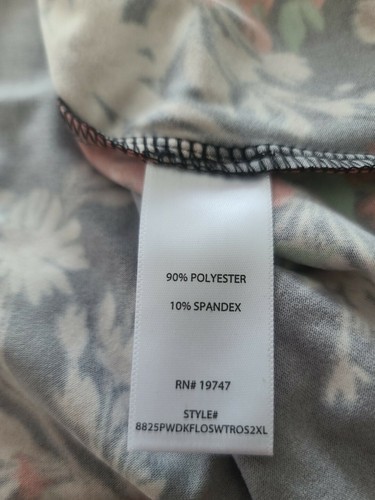 90% POLYESTER
10% SPANDEX
RN# 19747
STYLE#
8825PWDKFLOSWTROS2XL